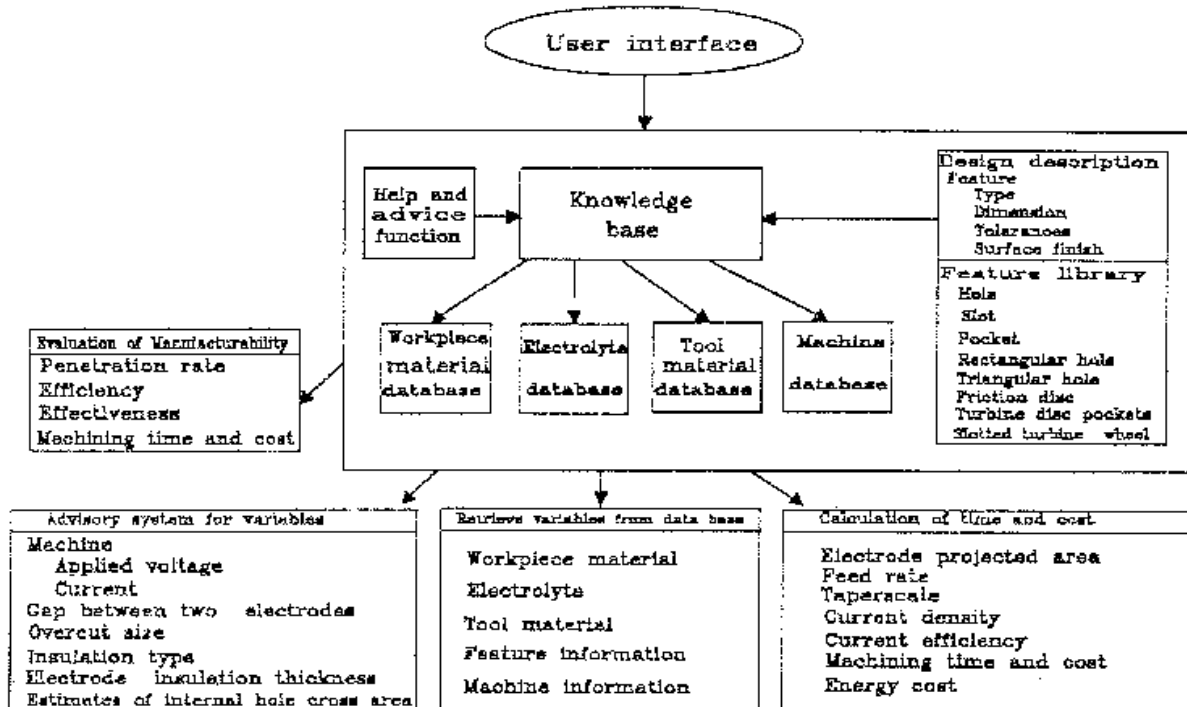 User interface
Help and
advice
function
Knowledge
base
Design description
Feature
Type
Dimension
Tolerances
Surface finish
Feature library
Hole
Slot
Pocket
Rectangular hole
Triangular hole
Friction disc
Turbine disc pockets
Slotted turbine wheel
Workpiece
material
database
Electrolyte
database
Tool
material
database
Machine
database
Evaluation of Manufacturability
Penetration rate
Efficiency
Effectiveness
Machining time and cost
Advisory system for variables
Machine
Applied voltage
Current
Gap between two electrodes
Overcut size
Insulation type
Electrode insulation thickness
Estimates of internal hole cross area
Retrieve variables from data base
Workpiece material
Electrolyte
Tool material
Feature information
Machine information
Calculation of time and cost
Electrode projected area
Feed rate
Taperscale
Current density
Current efficiency
Machining time and cost
Energy cost